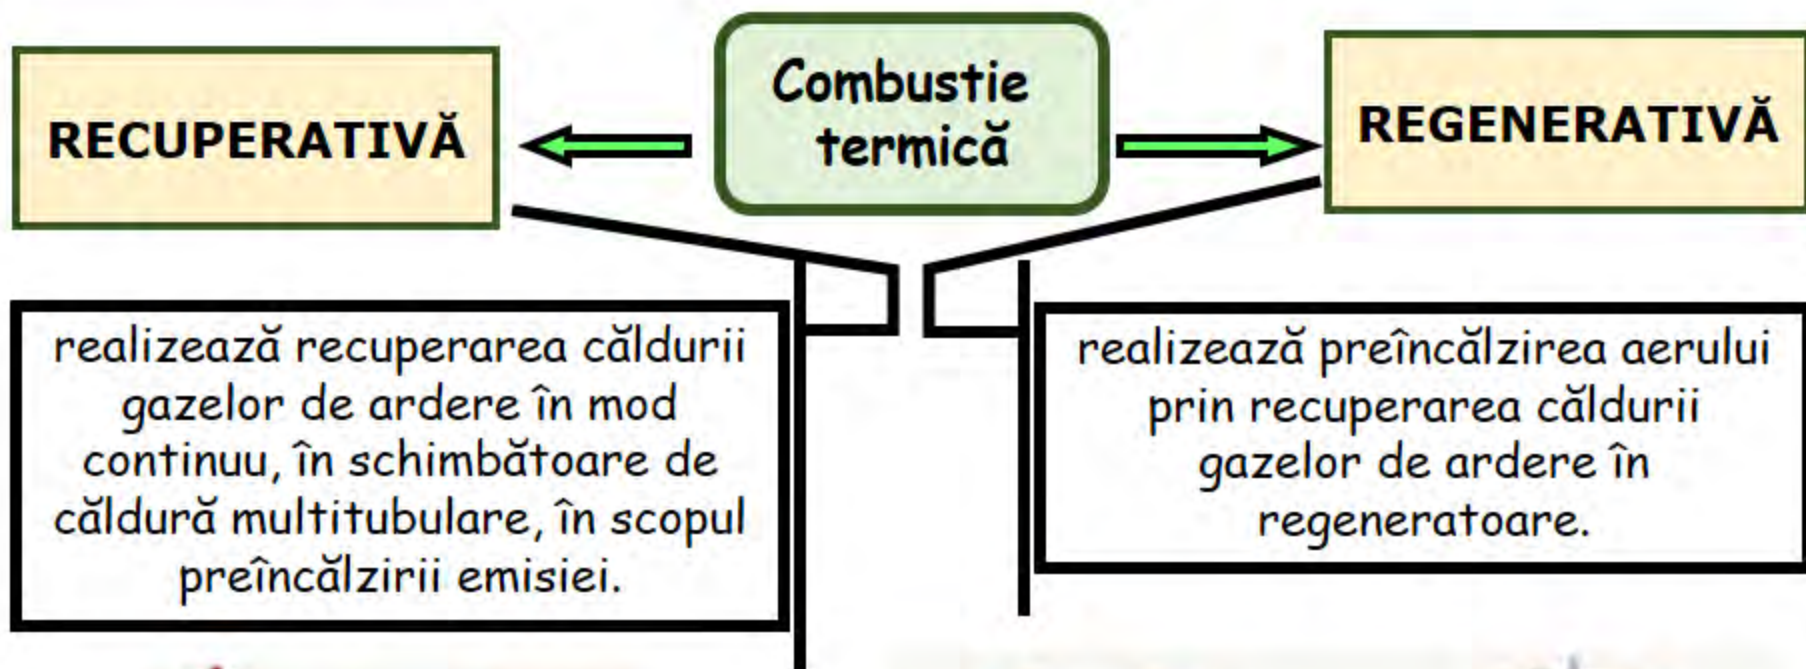 Combustie
termică
RECUPERATIVĂ
REGENERATIVĂ
realizează recuperarea căldurii
gazelor de ardere în mod
continuu, în schimbătoare de
căldură multitubulare, în scopul
preîncălzirii emisiei.
realizează preîncălzirea aerului
prin recuperarea căldurii
gazelor de ardere în
regeneratoare.